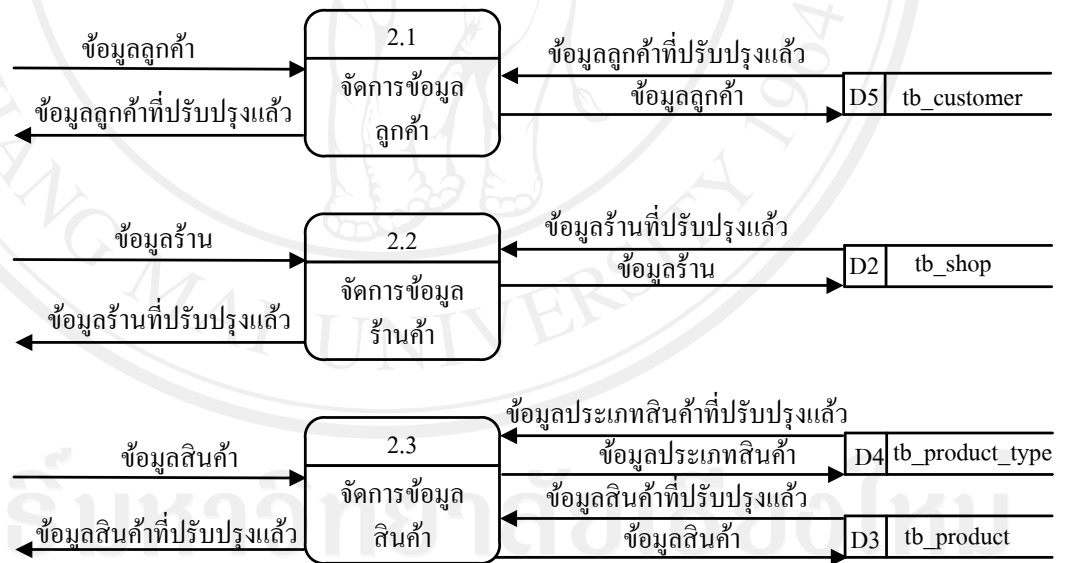 2.1
ข้อมูลลูกค้า
ข้อมูลลูกค้าที่ปรับปรุงแล้ว
จัดการข้อมูล
ลูกค้า
ข้อมูลลูกค้าที่ปรับปรุงแล้ว
ข้อมูลลูกค้า
D5 tb_customer
2.2
ข้อมูลร้าน
ข้อมูลร้านที่ปรับปรุงแล้ว
จัดการข้อมูล
ร้านค้า
ข้อมูลร้านที่ปรับปรุงแล้ว
ข้อมูลร้าน
D2 tb_shop
2.3
ข้อมูลสินค้า
ข้อมูลสินค้าที่ปรับปรุงแล้ว
จัดการข้อมูล
สินค้า
ข้อมูลประเภทสินค้าที่ปรับปรุงแล้ว
ข้อมูลประเภทสินค้า
D4 tb_product_type
ข้อมูลสินค้าที่ปรับปรุงแล้ว
ข้อมูลสินค้า
D3 tb_product
ANG MAI UNIVERSITY 1964